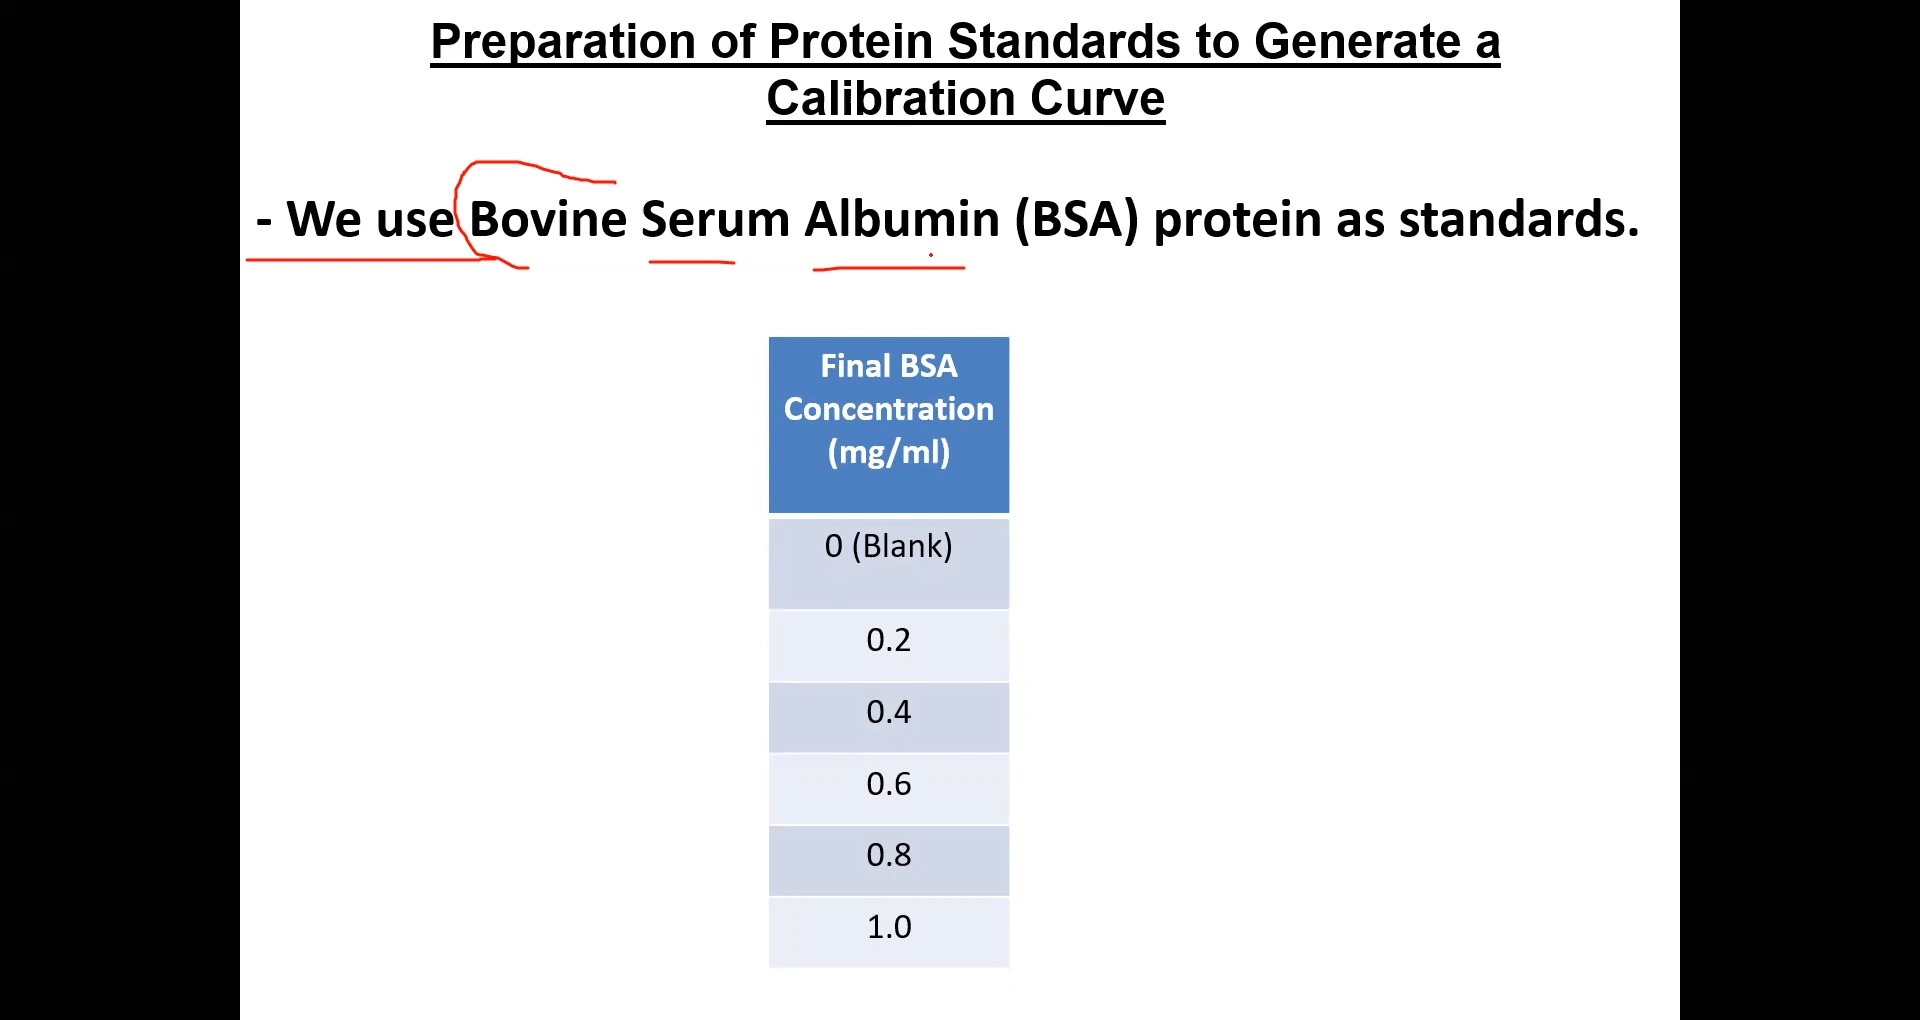 Preparation of Protein Standards to Generate a
Calibration Curve
- We use Bovine Serum Albumin (BSA) protein as standards.
Final BSA
Concentration
(mg/ml)
0 (Blank)
0.2
0.4
0.6
0.8
1.0